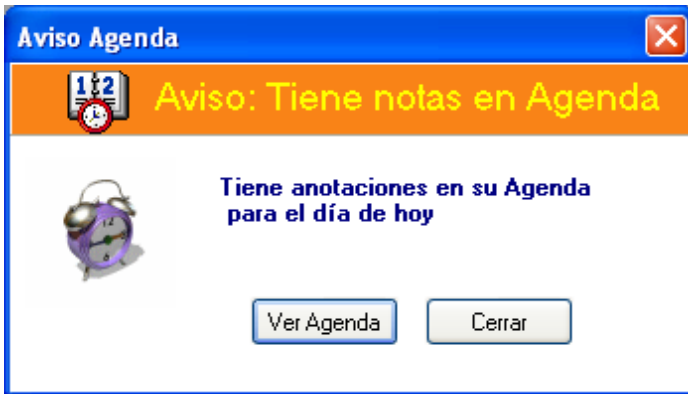 Aviso Agenda
Aviso: Tiene notas en Agenda
Tiene anotaciones en su Agenda
para el día de hoy
Ver Agenda
Cerrar